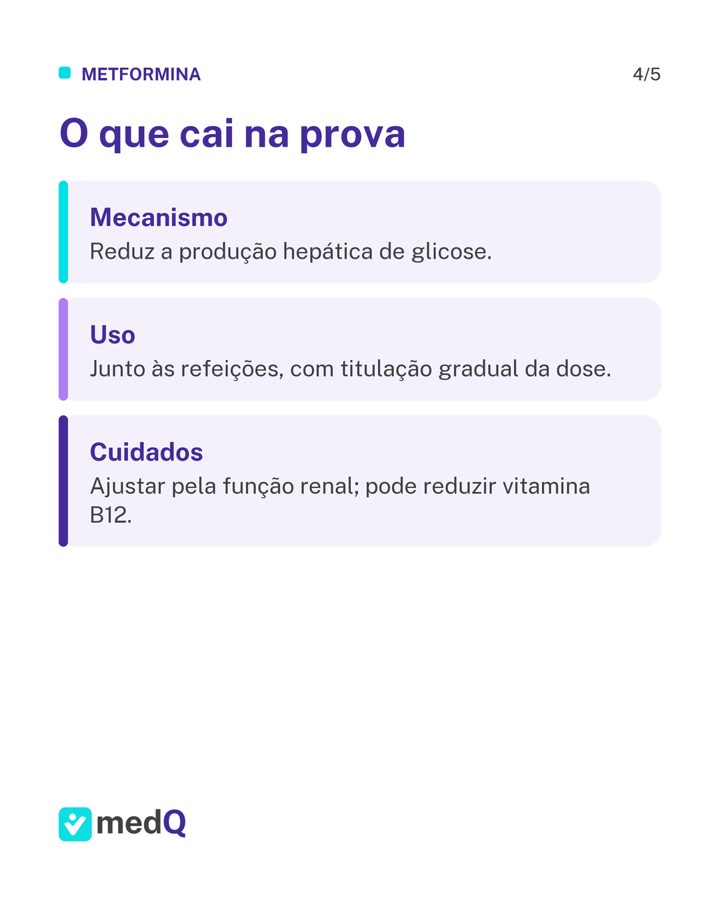 METFORMINA
4/5
O que cai na prova
Mecanismo
Reduz a produção hepática de glicose.
Uso
Junto às refeições, com titulação gradual da dose.
Cuidados
Ajustar pela função renal; pode reduzir vitamina
B12.
medQ